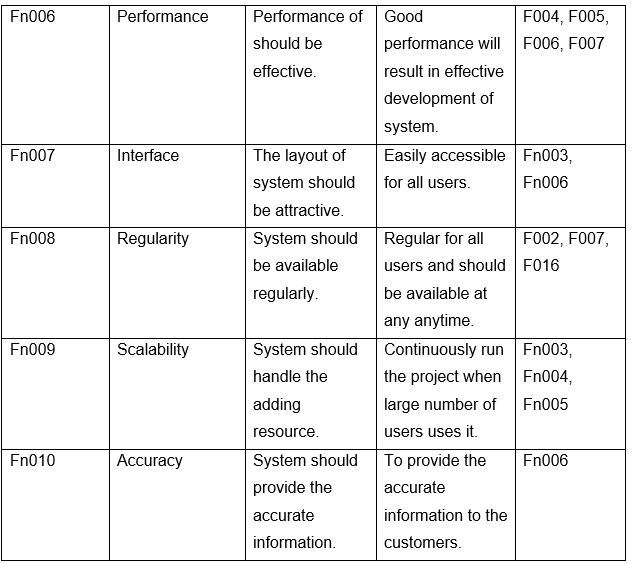 Fn006 Performance Performance of Good F004, F005,
should be performance will F006, F007
effective. result in effective
development of
system.
Fn007 Interface The layout of Easily accessible Fn003,
system should for all users. Fn006
be attractive.
Fn008 Regularity System should Regular for all F002, F007,
be available users and should F016
regularly. be available at
any anytime.
Fn009 Scalability System should Continuously run Fn003,
handle the the project when Fn004,
adding large number of Fn005
resource. users uses it.
Fn010 Accuracy System should To provide the Fn006
provide the accurate
accurate information to the
information. customers.